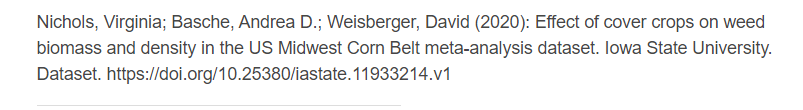 Nichols, Virginia; Basche, Andrea D.; Weisberger, David (2020): Effect of cover crops on weed
biomass and density in the US Midwest Corn Belt meta-analysis dataset. Iowa State University.
Dataset. https://doi.org/10.25380/iastate.11933214.v1